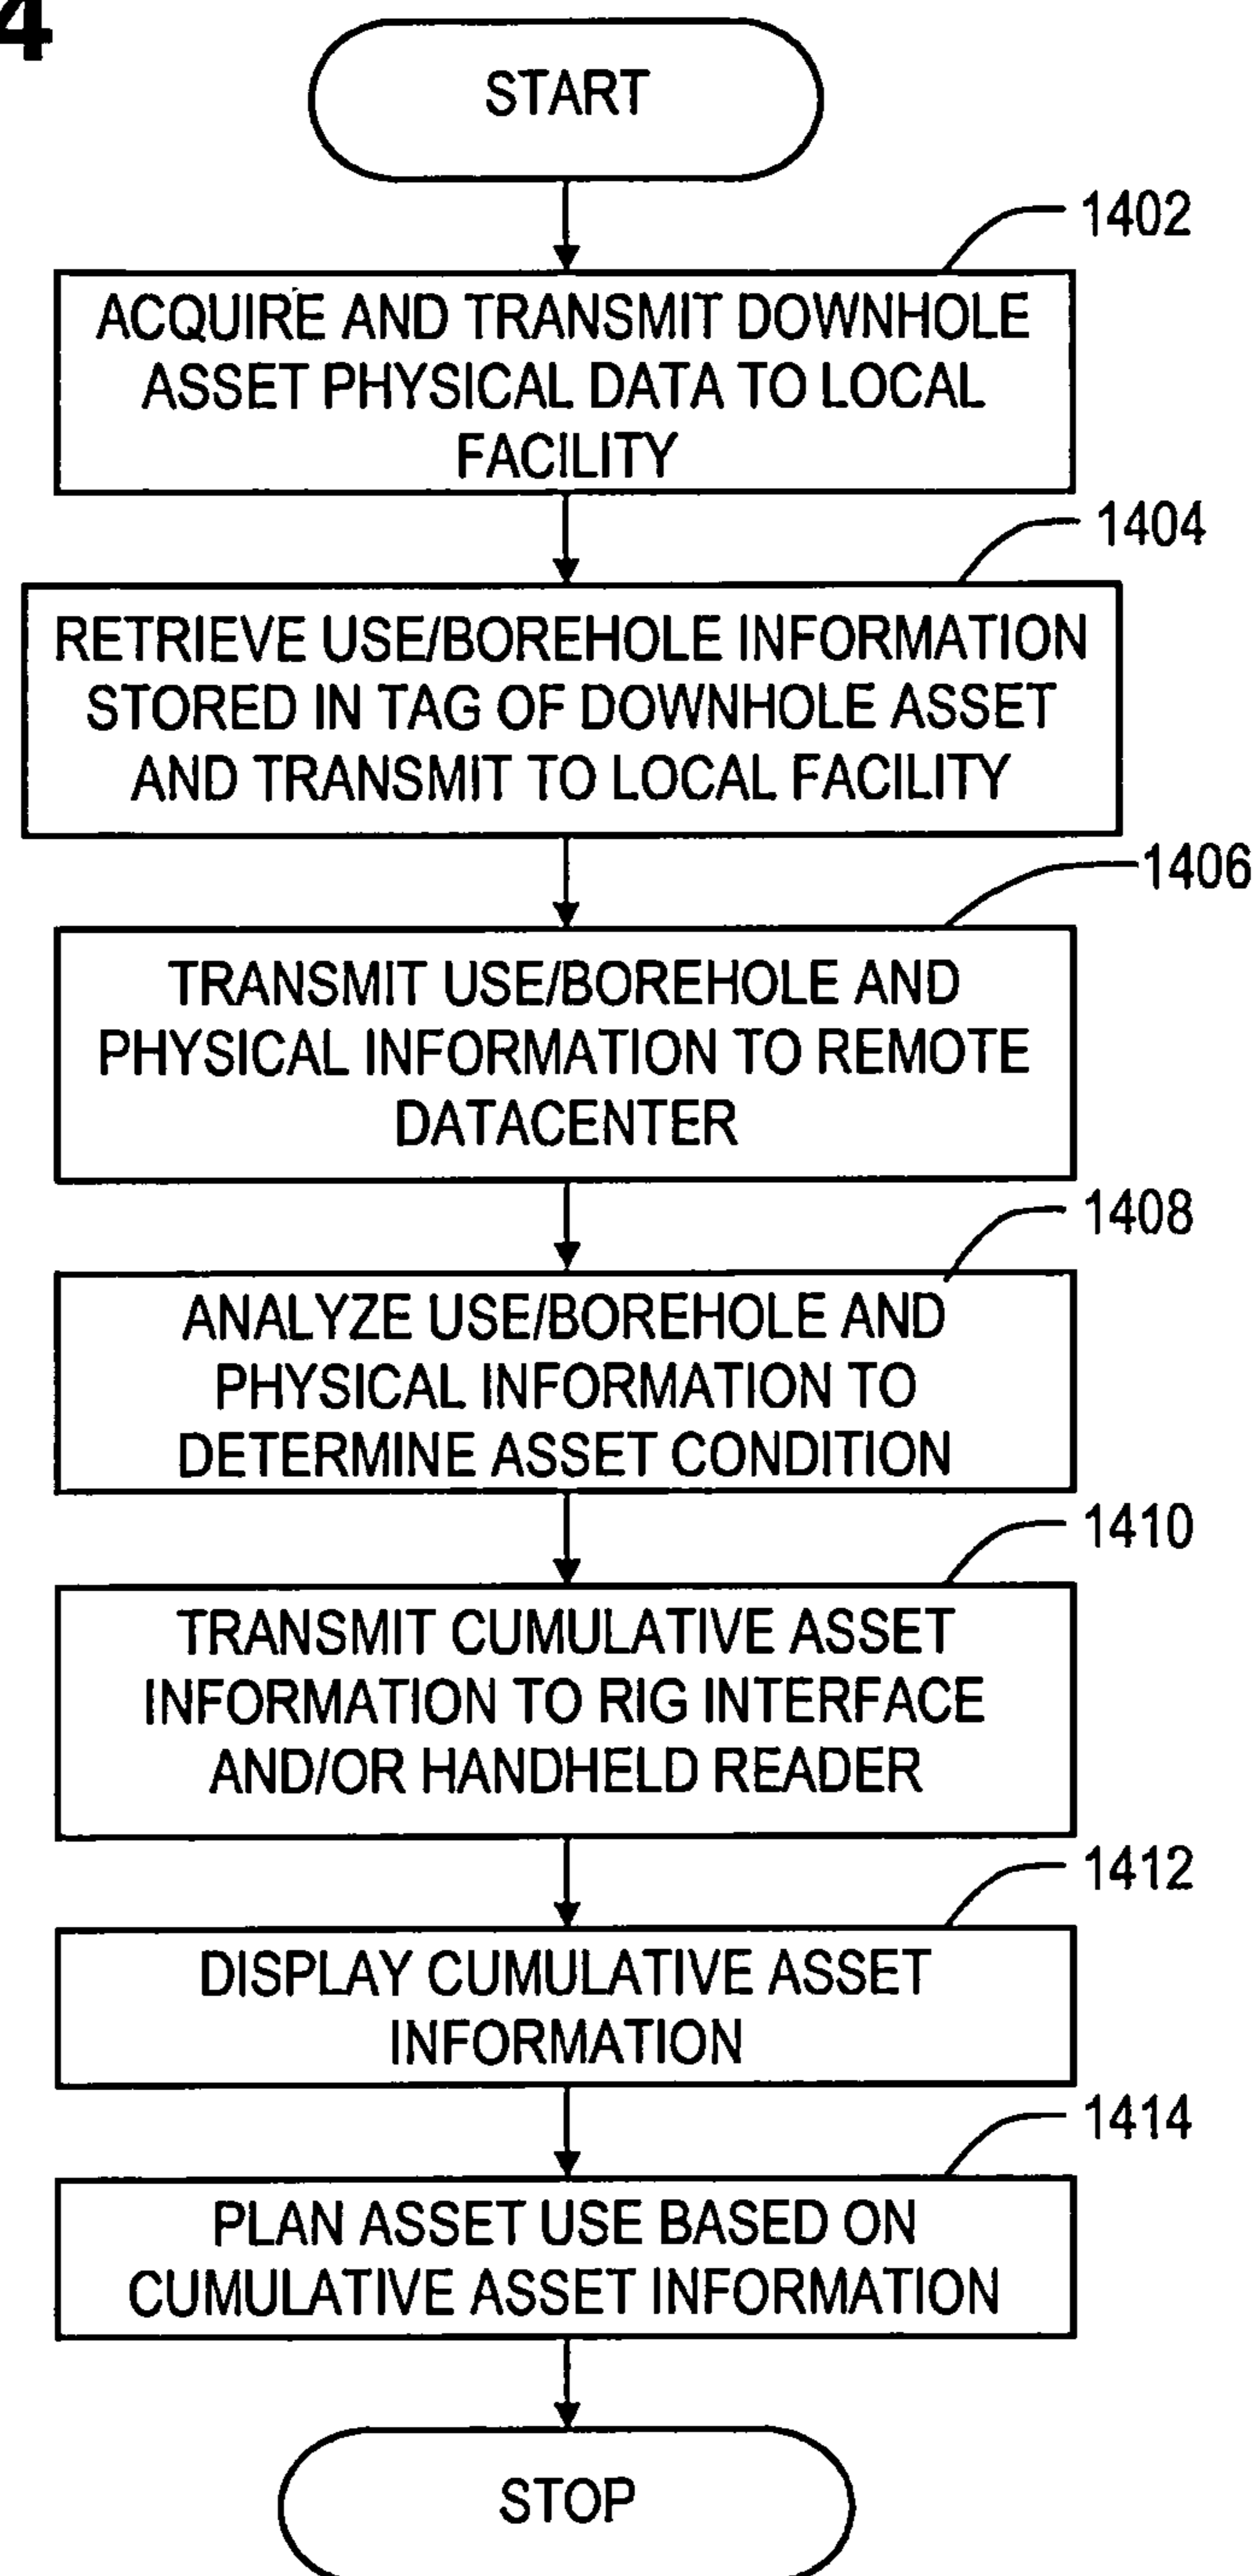 4
START
1402
ACQUIRE AND TRANSMIT DOWNHOLE
ASSET PHYSICAL DATA TO LOCAL
FACILITY
1404
RETRIEVE USE/BOREHOLE INFORMATION
STORED IN TAG OF DOWNHOLE ASSET
AND TRANSMIT TO LOCAL FACILITY
1406
TRANSMIT USE/BOREHOLE AND
PHYSICAL INFORMATION TO REMOTE
DATACENTER
1408
ANALYZE USE/BOREHOLE AND
PHYSICAL INFORMATION TO
DETERMINE ASSET CONDITION
1410
TRANSMIT CUMULATIVE ASSET
INFORMATION TO RIG INTERFACE
AND/OR HANDHELD READER
1412
DISPLAY CUMULATIVE ASSET
INFORMATION
1414
PLAN ASSET USE BASED ON
CUMULATIVE ASSET INFORMATION
STOP